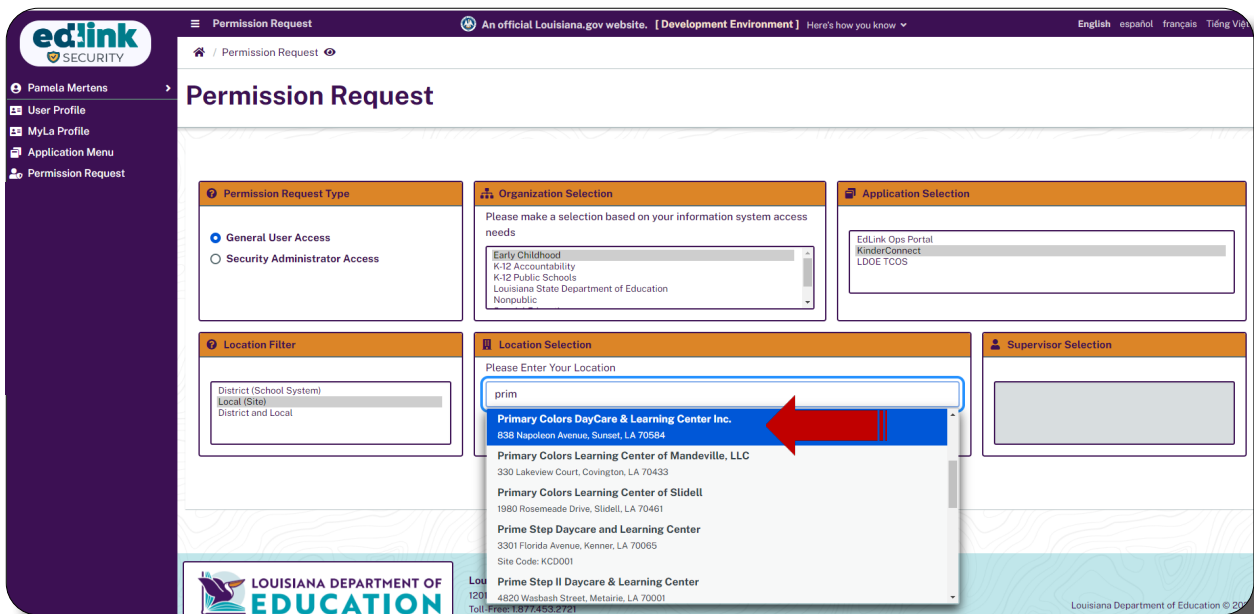 ed:link
SECURITY
Pamela Mertens
User Profile
MyLa Profile
Application Menu
Permission Request
Permission Request
An official Louisiana.gov website. [ Development Environment ] Here's how you know
English español français Tiếng Việt
/ Permission Request
Permission Request
Permission Request Type
General User Access
Security Administrator Access
Organization Selection
Please make a selection based on your information system access
needs
Early Childhood
K-12 Accountability
K-12 Public Schools
Louisiana State Department of Education
Nonpublic
Application Selection
EdLink Ops Portal
KinderConnect
LDOE TCOS
Location Filter
District (School System)
Local (Site)
District and Local
Location Selection
Please Enter Your Location
prim
Primary Colors DayCare & Learning Center Inc.
838 Napoleon Avenue, Sunset, LA 70584
Primary Colors Learning Center of Mandeville, LLC
330 Lakeview Court, Covington, LA 70433
Primary Colors Learning Center of Slidell
1980 Rosemeade Drive, Slidell, LA 70461
Prime Step Daycare and Learning Center
3301 Florida Avenue, Kenner, LA 70065
Site Code: KCD001
Prime Step II Daycare & Learning Center
4820 Wasbash Street, Metairie, LA 70001
Supervisor Selection
LOUISIANA DEPARTMENT OF
EDUCATION
Lou
1201
Toll-Free: 1.877.453.2721
Louisiana Department of Education © 20